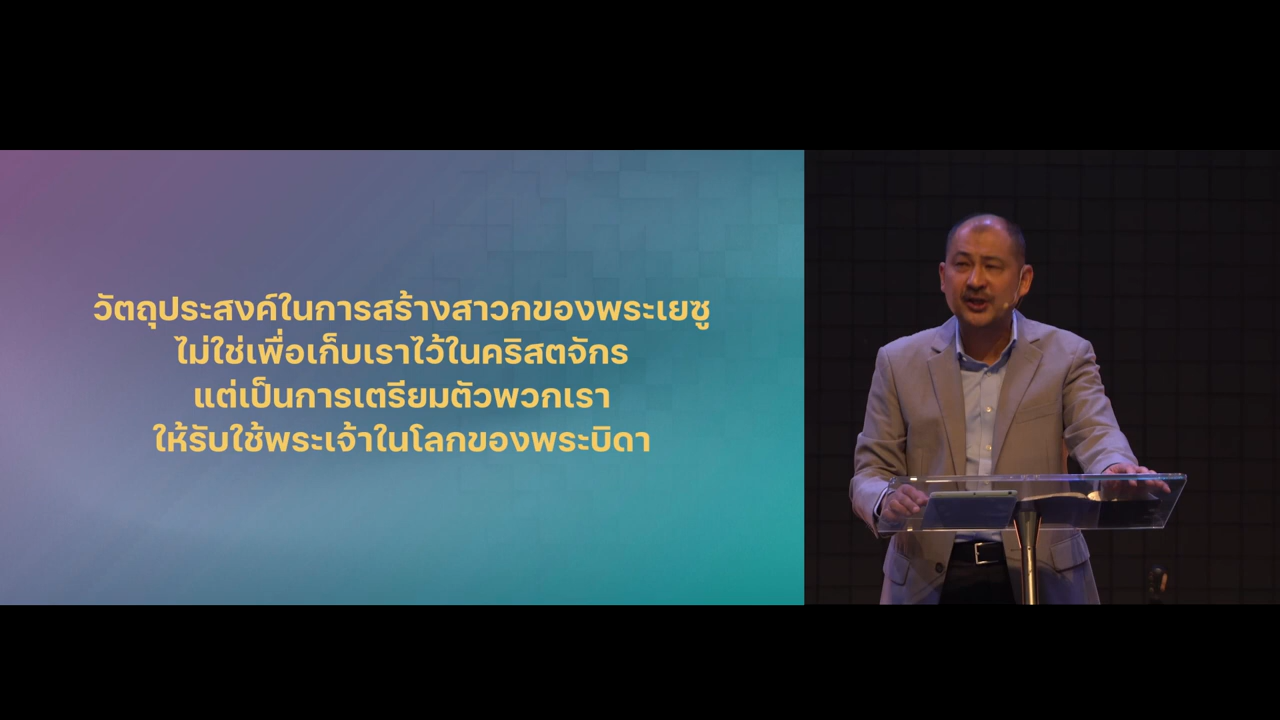 วัตถุประสงค์ในการสร้างสาวกของพระเยซู
ไม่ใช่เพื่อเก็บเราไว้ในคริสตจักร
แต่เป็นการเตรียมตัวพวกเรา
ให้รับใช้พระเจ้าในโลกของพระบิดา